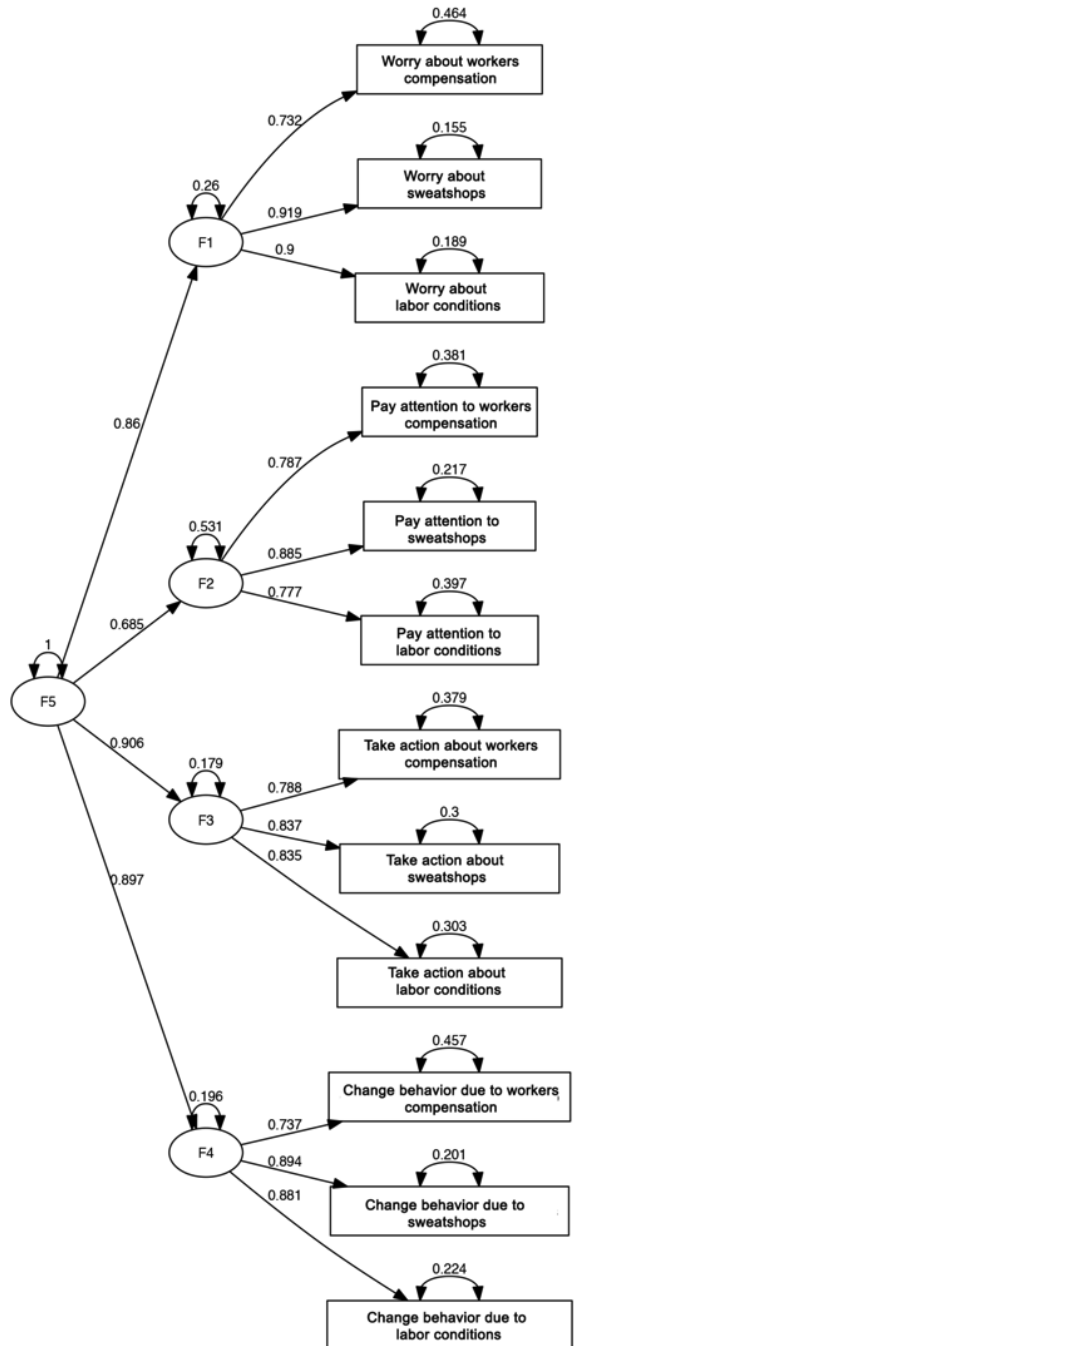 0.464
Worry about workers
compensation
0.732
0.155
Worry about
sweatshops
0.26
0.919
F1
0.189
0.9
Worry about
labor conditions
0.381
Pay attention to workers
compensation
0.86
0.787
0.217
Pay attention to
sweatshops
0.531
0.885
F2
0.397
0.777
Pay attention to
labor conditions
0.685
1
F5
0.379
Take action about workers
compensation
0.906
0.179
0.788
0.3
F3
0.837
0.835
Take action about
sweatshops
0.897
0.303
Take action about
labor conditions
0.457
Change behavior due to workers
compensation
0.196
0.737
F4
0.201
0.894
0.881
Change behavior due to
sweatshops
0.224
Change behavior due to
labor conditions